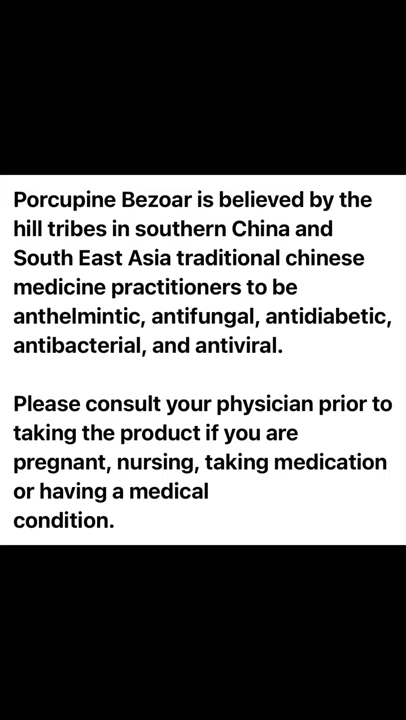 Porcupine Bezoar is believed by the
hill tribes in southern China and
South East Asia traditional chinese
medicine practitioners to be
anthelmintic, antifungal, antidiabetic,
antibacterial, and antiviral.

Please consult your physician prior to
taking the product if you are
pregnant, nursing, taking medication
or having a medical
condition.